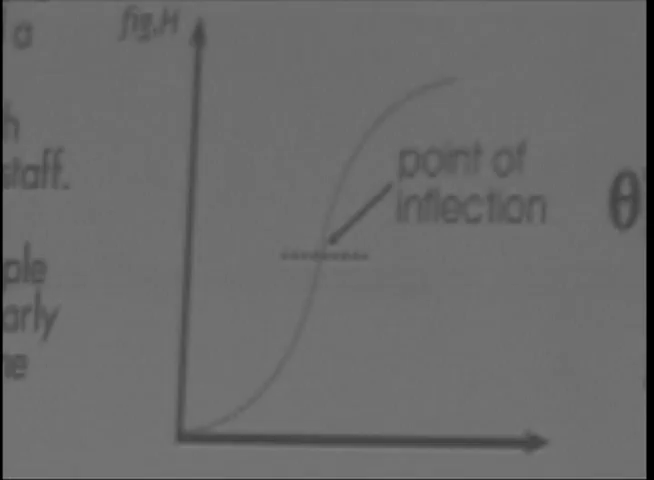 a
fig.H
h
staff.
point of
inflection
θ
ple
arly
ne